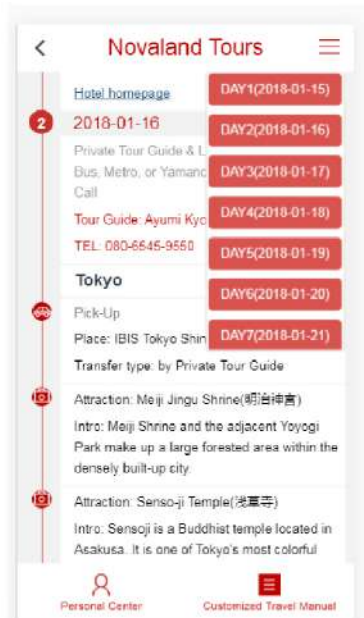 Novaland Tours
Hotel homepage
DAY1(2018-01-15)
2
2018-01-16
DAY2(2018-01-16)
Private Tour Guide & L
Bus, Metro, or Yamanc
Call
DAY3(2018-01-17)
Tour Guide: Ayumi Kyc
DAY4(2018-01-18)
TEL: 080-6545-9550
DAY5(2018-01-19)
Tokyo
DAY6(2018-01-20)
Pick-Up
Place: IBIS Tokyo Shin
DAY7(2018-01-21)
Transfer type: by Private Tour Guide
Attraction: Meiji Jingu Shrine(明治神宮)
Intro: Meiji Shrine and the adjacent Yoyogi
Park make up a large forested area within the
densely built-up city.
Attraction: Senso-ji Temple(浅草寺)
Intro: Sensoji is a Buddhist temple located in
Asakusa. It is one of Tokyo's most colorful
Personal Center
Customized Travel Manual